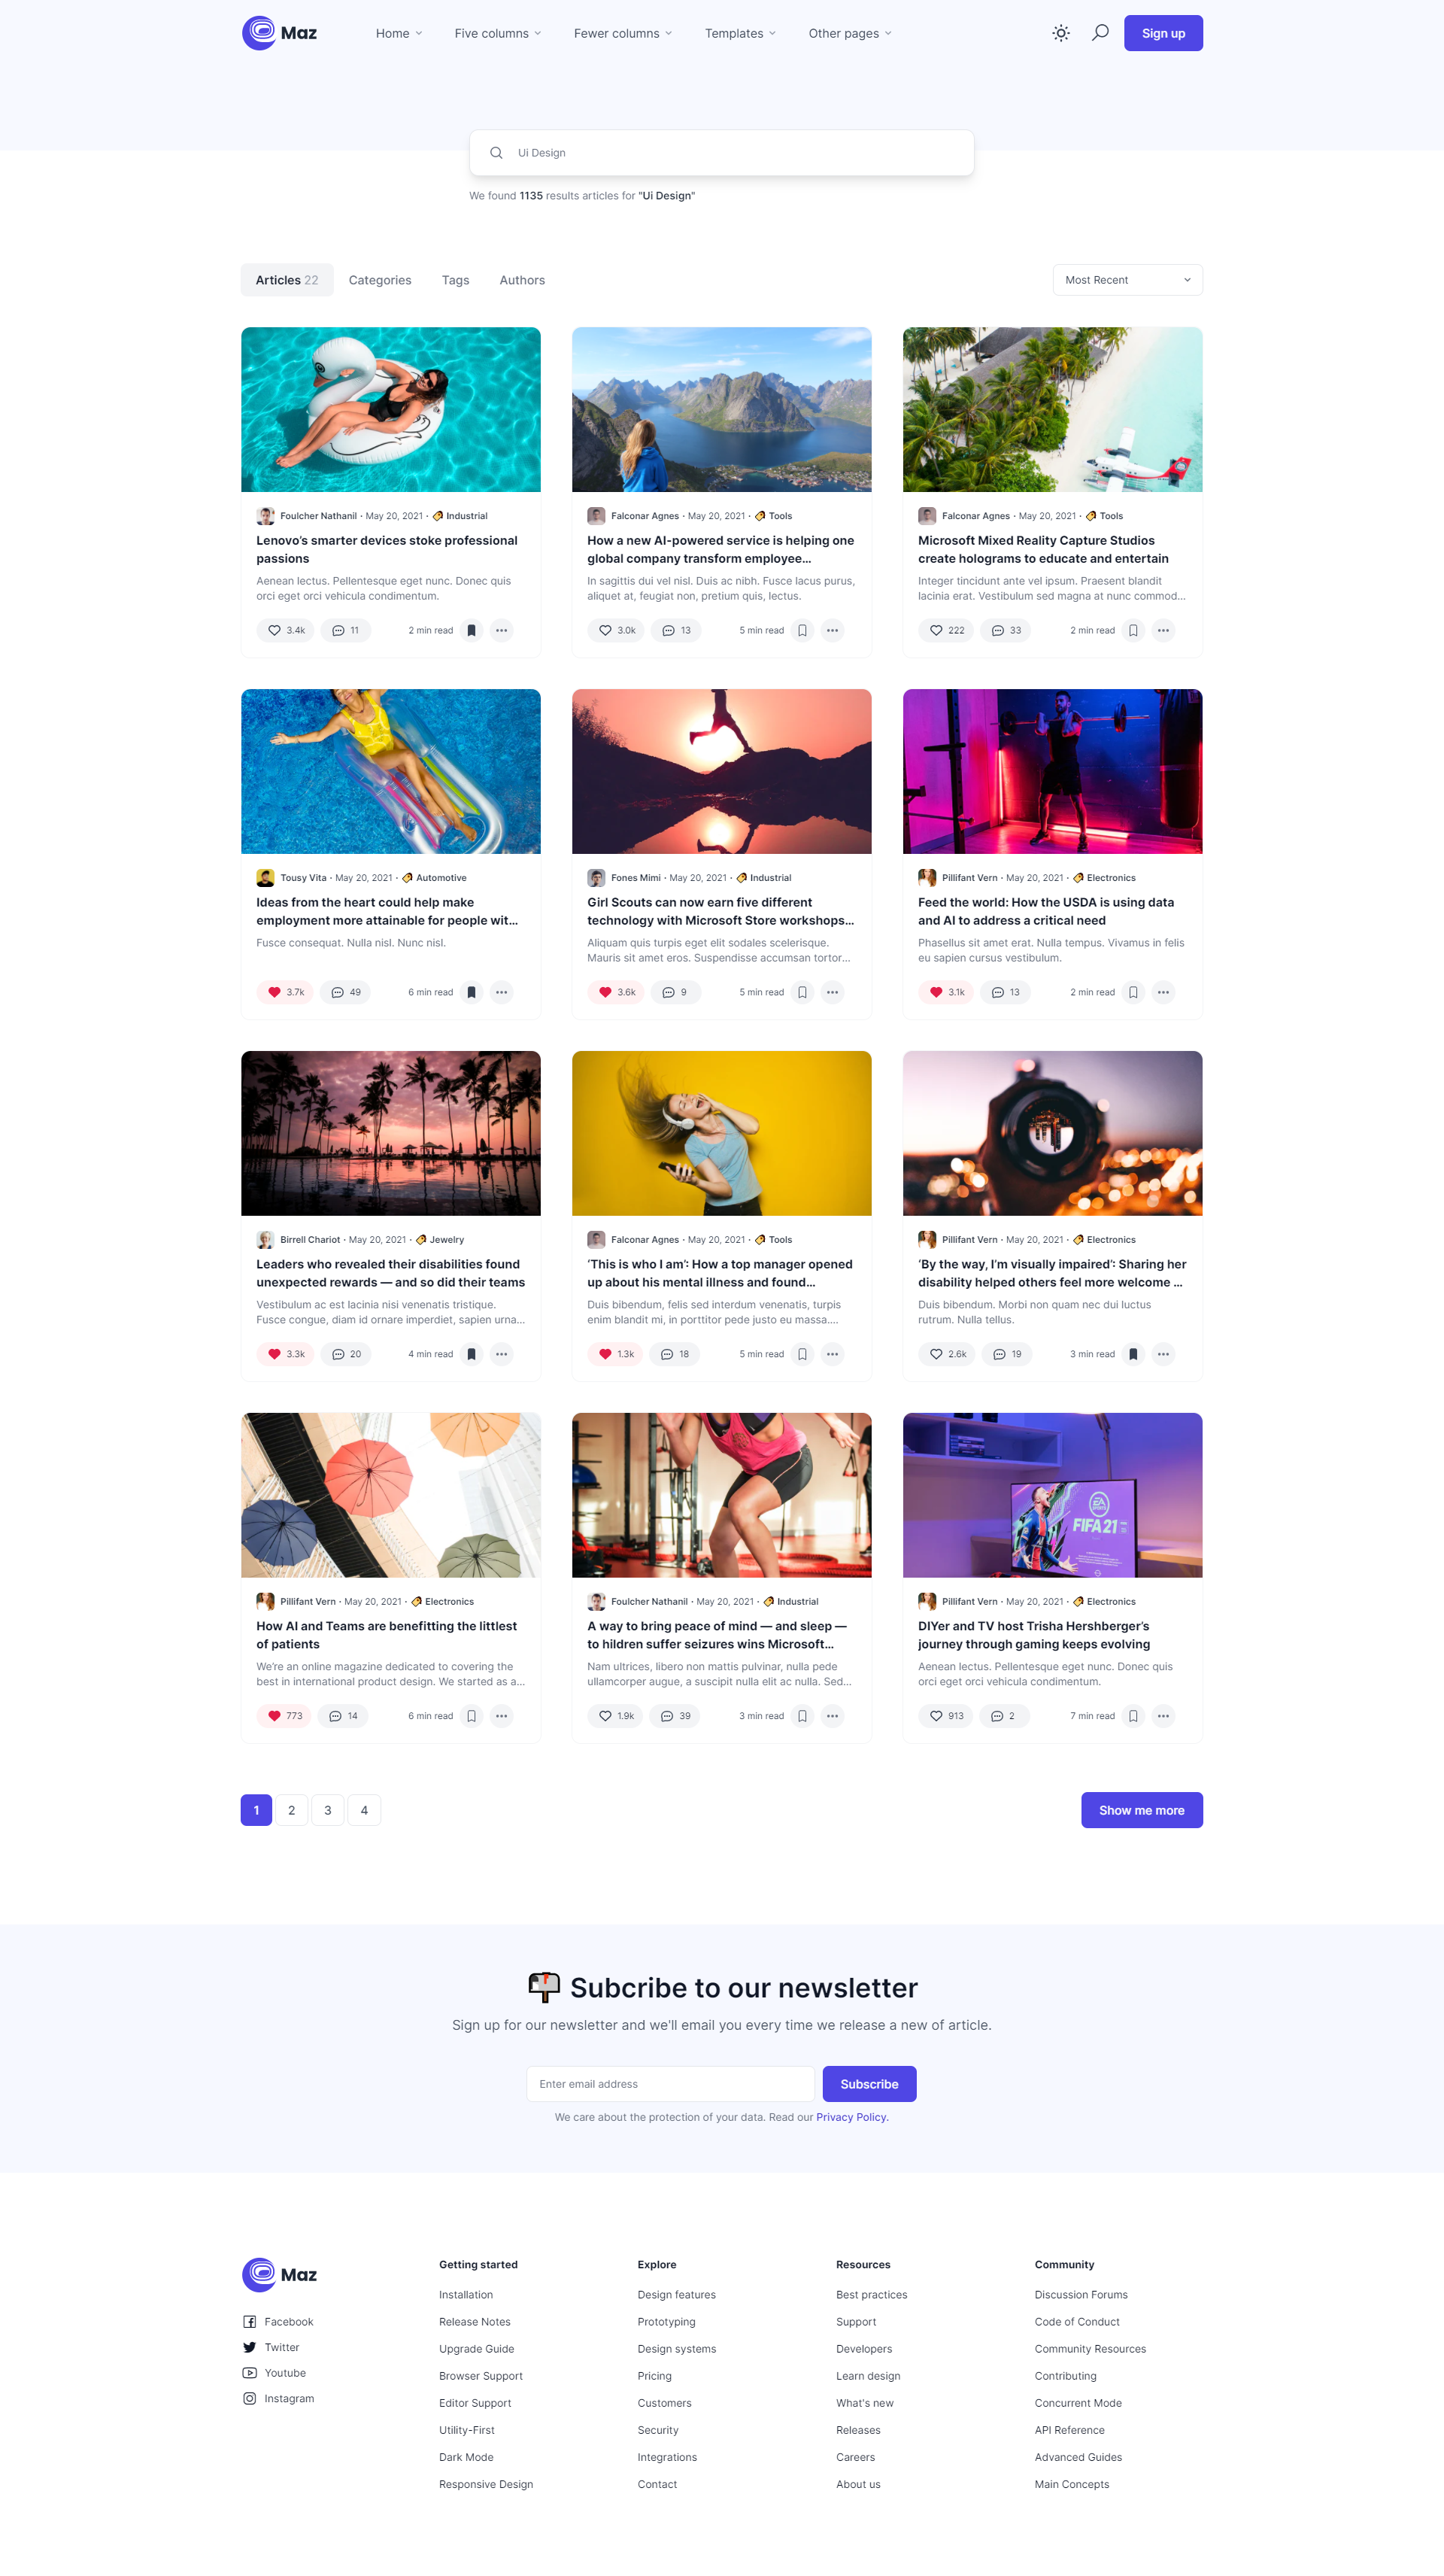 Maz
Home
Five columns
Fewer columns
Templates
Other pages
Sign up
Ui Design
We found 1135 results articles for "Ui Design"
Articles 22
Categories
Tags
Authors
Most Recent
Foulcher Nathanil · May 20, 2021 · Industrial
Lenovo’s smarter devices stoke professional
passions
Aenean lectus. Pellentesque eget nunc. Donec quis
orci eget orci vehicula condimentum.
3.4k
11
2 min read
Falconar Agnes · May 20, 2021 · Tools
How a new AI-powered service is helping one
global company transform employee…
In sagittis dui vel nisl. Duis ac nibh. Fusce lacus purus,
aliquet at, feugiat non, pretium quis, lectus.
3.0k
13
5 min read
Falconar Agnes · May 20, 2021 · Tools
Microsoft Mixed Reality Capture Studios
create holograms to educate and entertain
Integer tincidunt ante vel ipsum. Praesent blandit
lacinia erat. Vestibulum sed magna at nunc commod…
222
33
2 min read
Tousy Vita · May 20, 2021 · Automotive
Ideas from the heart could help make
employment more attainable for people wit…
Fusce consequat. Nulla nisl. Nunc nisl.
3.7k
49
6 min read
Fones Mimi · May 20, 2021 · Industrial
Girl Scouts can now earn five different
technology with Microsoft Store workshops…
Aliquam quis turpis eget elit sodales scelerisque.
Mauris sit amet eros. Suspendisse accumsan tortor…
3.6k
9
5 min read
Pillifant Vern · May 20, 2021 · Electronics
Feed the world: How the USDA is using data
and AI to address a critical need
Phasellus sit amet erat. Nulla tempus. Vivamus in felis
eu sapien cursus vestibulum.
3.1k
13
2 min read
Birrell Chariot · May 20, 2021 · Jewelry
Leaders who revealed their disabilities found
unexpected rewards — and so did their teams
Vestibulum ac est lacinia nisi venenatis tristique.
Fusce congue, diam id ornare imperdiet, sapien urna…
3.3k
20
4 min read
Falconar Agnes · May 20, 2021 · Tools
‘This is who I am’: How a top manager opened
up about his mental illness and found…
Duis bibendum, felis sed interdum venenatis, turpis
enim blandit mi, in porttitor pede justo eu massa.…
1.3k
18
5 min read
Pillifant Vern · May 20, 2021 · Electronics
‘By the way, I’m visually impaired’: Sharing her
disability helped others feel more welcome …
Duis bibendum. Morbi non quam nec dui luctus
rutrum. Nulla tellus.
2.6k
19
3 min read
Pillifant Vern · May 20, 2021 · Electronics
How AI and Teams are benefitting the littlest
of patients
We’re an online magazine dedicated to covering the
best in international product design. We started as a…
773
14
6 min read
Foulcher Nathanil · May 20, 2021 · Industrial
A way to bring peace of mind — and sleep —
to hildren suffer seizures wins Microsoft…
Nam ultrices, libero non mattis pulvinar, nulla pede
ullamcorper augue, a suscipit nulla elit ac nulla. Sed…
1.9k
39
3 min read
EA
SPORTS
FIFA 21
Pillifant Vern · May 20, 2021 · Electronics
DIYer and TV host Trisha Hershberger’s
journey through gaming keeps evolving
Aenean lectus. Pellentesque eget nunc. Donec quis
orci eget orci vehicula condimentum.
913
2
7 min read
1
2
3
4
Show me more
Subcribe to our newsletter
Sign up for our newsletter and we'll email you every time we release a new of article.
Enter email address
Subscribe
We care about the protection of your data. Read our Privacy Policy.
Maz
Facebook
Twitter
Youtube
Instagram
Getting started
Installation
Release Notes
Upgrade Guide
Browser Support
Editor Support
Utility-First
Dark Mode
Responsive Design
Explore
Design features
Prototyping
Design systems
Pricing
Customers
Security
Integrations
Contact
Resources
Best practices
Support
Developers
Learn design
What's new
Releases
Careers
About us
Community
Discussion Forums
Code of Conduct
Community Resources
Contributing
Concurrent Mode
API Reference
Advanced Guides
Main Concepts